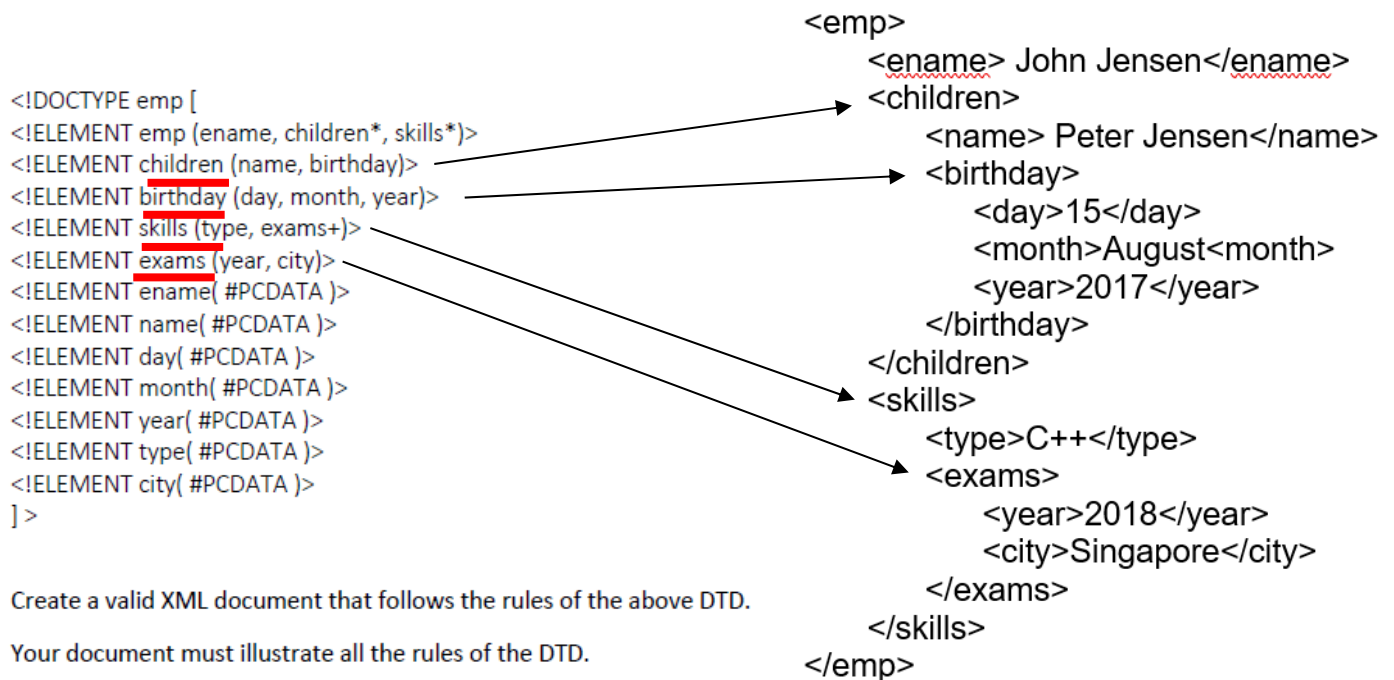 <!DOCTYPE emp [
<!ELEMENT emp (ename, children*, skills*)>
<!ELEMENT children (name, birthday)>
<!ELEMENT birthday (day, month, year)>
<!ELEMENT skills (type, exams+)>
<!ELEMENT exams (year, city)>
<!ELEMENT ename( #PCDATA )>
<!ELEMENT name( #PCDATA )>
<!ELEMENT day( #PCDATA )>
<!ELEMENT month( #PCDATA )>
<!ELEMENT year( #PCDATA )>
<!ELEMENT type( #PCDATA )>
<!ELEMENT city( #PCDATA )>
] >
Create a valid XML document that follows the rules of the above DTD.
Your document must illustrate all the rules of the DTD.
<emp>
<ename> John Jensen</ename>
<children>
<name> Peter Jensen</name>
<birthday>
<day>15</day>
<month>August<month>
<year>2017</year>
</birthday>
</children>
<skills>
<type>C++</type>
<exams>
<year>2018</year>
<city>Singapore</city>
</exams>
</skills>
</emp>